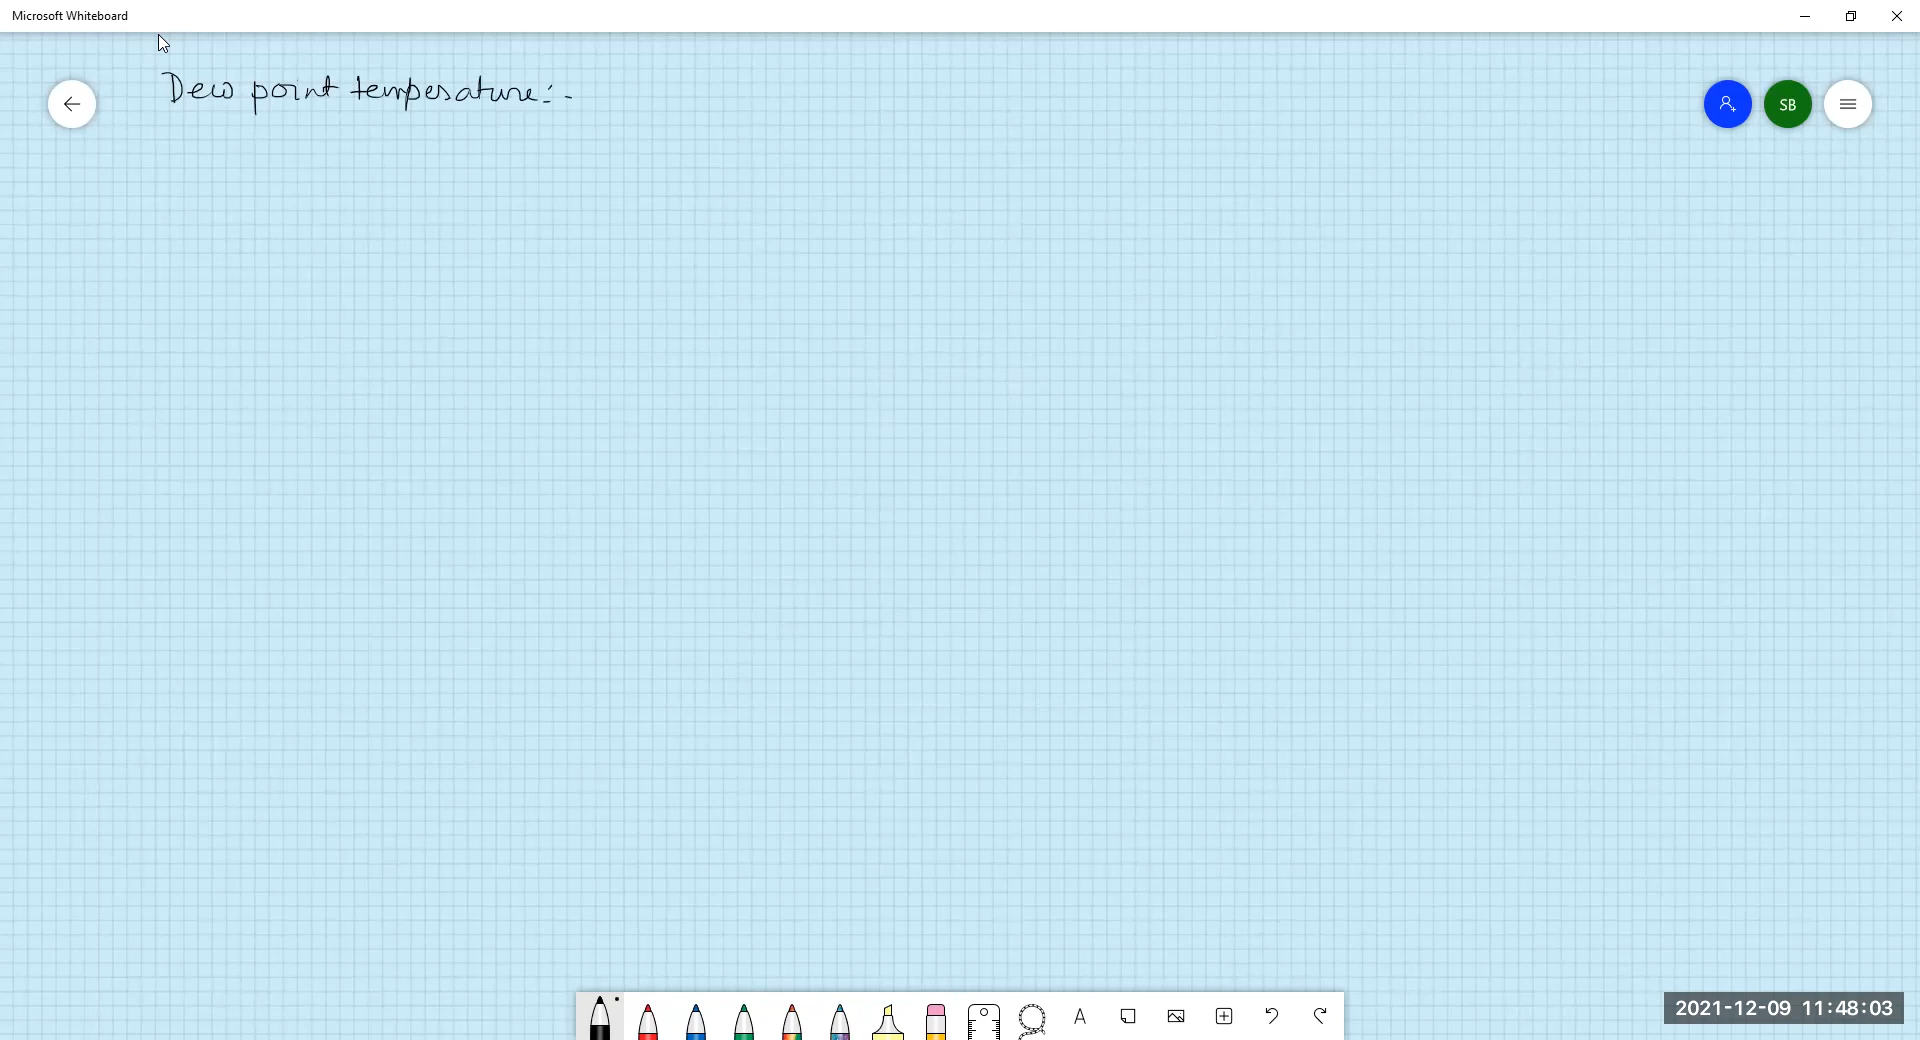 Microsoft Whiteboard
Dew point temperature:-
SB
A
2021-12-09 11:48:03